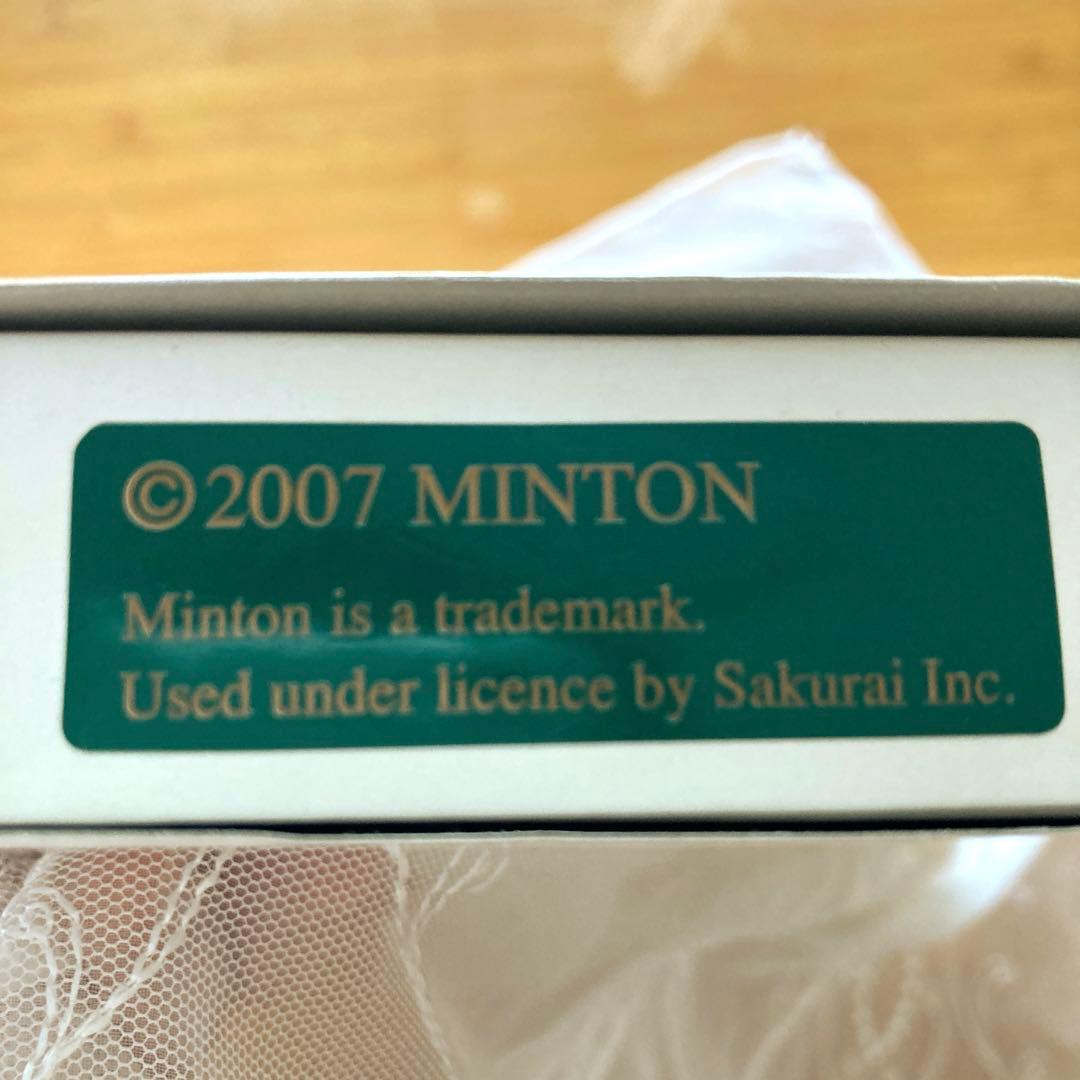 ©2007 MINTON
Minton is a trademark.
Used under licence by Sakurai Inc.